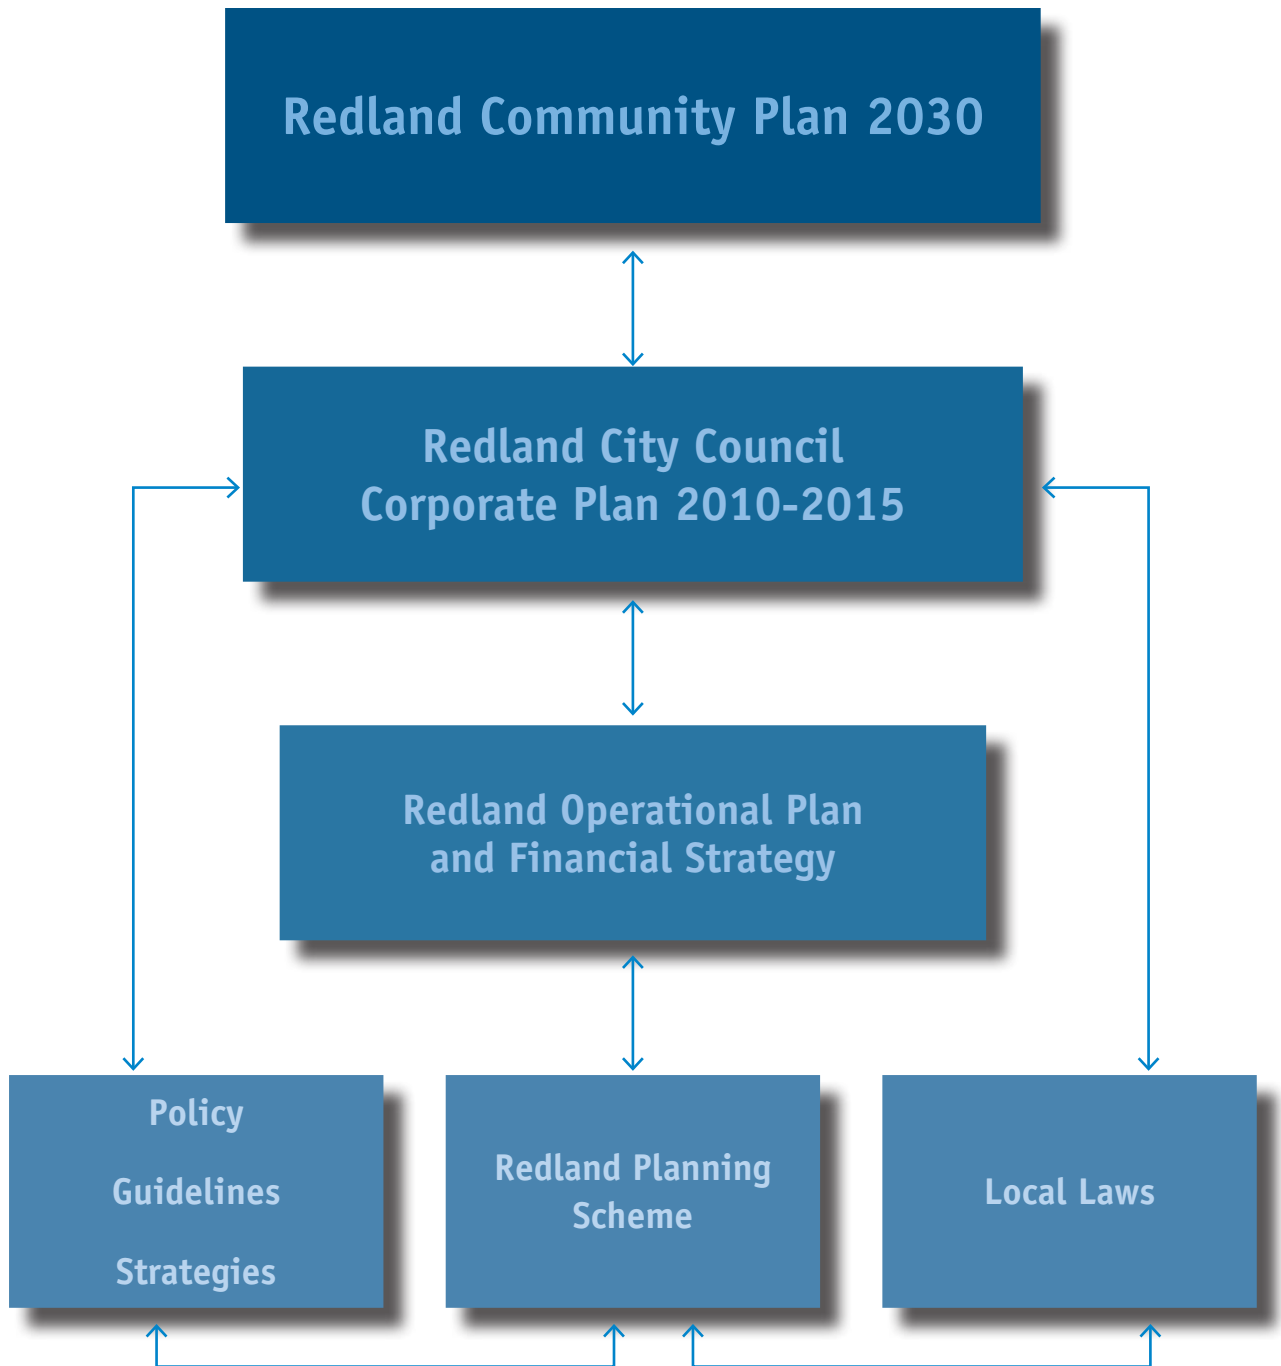 Redland Community Plan 2030
Redland City Council
Corporate Plan 2010-2015
Redland Operational Plan
and Financial Strategy
Policy
Guidelines
Strategies
Redland Planning
Scheme
Local Laws